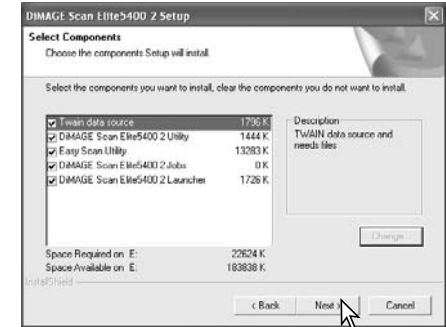 DiMAGE Scan Elite5400 2 Setup
Select Components
Choose the components Setup will install.
Select the components you want to install, clear the components you do not want to install.
Twain data source 1796 K
DiMAGE Scan Elite5400 2 Utility 1444 K
Easy Scan Utility 13283 K
DiMAGE Scan Elite5400 2 Jobs 0 K
DiMAGE Scan Elite5400 2 Launcher 1726 K
Description
TWAIN data source and
needs files
Change...
Space Required on E: 22624 K
Space Available on E: 183838 K
InstallShield
< Back Next > Cancel